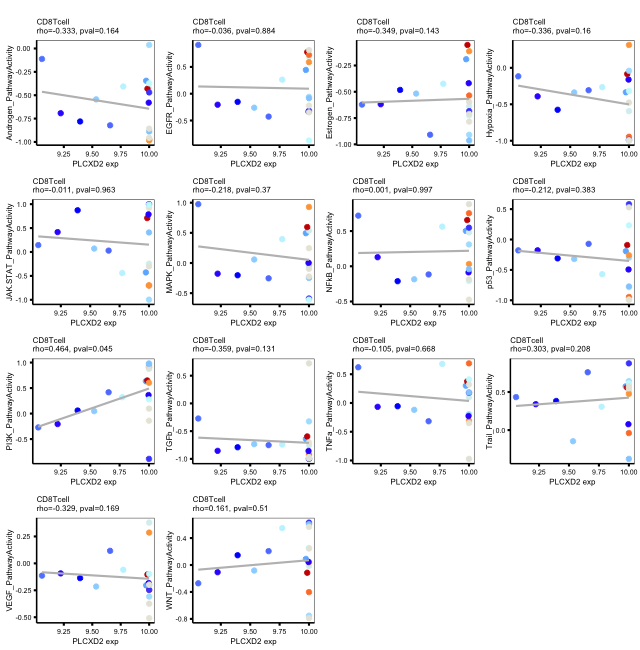 CD8Tcell
rho=-0.333, pval=0.164
Androgen_PathwayActivity
0.00
-0.25
-0.50
-0.75
-1.00
9.25
9.50
9.75
10.00
PLCXD2 exp
CD8Tcell
rho=-0.036, pval=0.884
EGFR_PathwayActivity
0.5
0.0
-0.5
9.25
9.50
9.75
10.00
PLCXD2 exp
CD8Tcell
rho=-0.349, pval=0.143
Estrogen_PathwayActivity
-0.25
-0.50
-0.75
-1.00
9.25
9.50
9.75
10.00
PLCXD2 exp
CD8Tcell
rho=-0.336, pval=0.16
Hypoxia_PathwayActivity
0.0
-0.5
-1.0
9.25
9.50
9.75
10.00
PLCXD2 exp
CD8Tcell
rho=-0.011, pval=0.963
JAK.STAT_PathwayActivity
1.0
0.5
0.0
-0.5
-1.0
9.25
9.50
9.75
10.00
PLCXD2 exp
CD8Tcell
rho=-0.218, pval=0.37
MAPK_PathwayActivity
1.0
0.5
0.0
-0.5
9.25
9.50
9.75
10.00
PLCXD2 exp
CD8Tcell
rho=0.001, pval=0.997
NFkB_PathwayActivity
0.5
0.0
-0.5
9.25
9.50
9.75
10.00
PLCXD2 exp
CD8Tcell
rho=-0.212, pval=0.383
p53_PathwayActivity
0.5
0.0
-0.5
-1.0
9.25
9.50
9.75
10.00
PLCXD2 exp
CD8Tcell
rho=0.464, pval=0.045
PI3K_PathwayActivity
1.0
0.5
0.0
-0.5
9.25
9.50
9.75
10.00
PLCXD2 exp
CD8Tcell
rho=-0.359, pval=0.131
TGFb_PathwayActivity
0.5
0.0
-0.5
-1.0
9.25
9.50
9.75
10.00
PLCXD2 exp
CD8Tcell
rho=-0.105, pval=0.668
TNFa_PathwayActivity
0.5
0.0
-0.5
-1.0
9.25
9.50
9.75
10.00
PLCXD2 exp
CD8Tcell
rho=0.303, pval=0.208
Trail_PathwayActivity
0.5
0.0
9.25
9.50
9.75
10.00
PLCXD2 exp
CD8Tcell
rho=-0.329, pval=0.169
VEGF_PathwayActivity
0.25
0.00
-0.25
-0.50
9.25
9.50
9.75
10.00
PLCXD2 exp
CD8Tcell
rho=0.161, pval=0.51
WNT_PathwayActivity
0.4
0.0
-0.4
-0.8
9.25
9.50
9.75
10.00
PLCXD2 exp